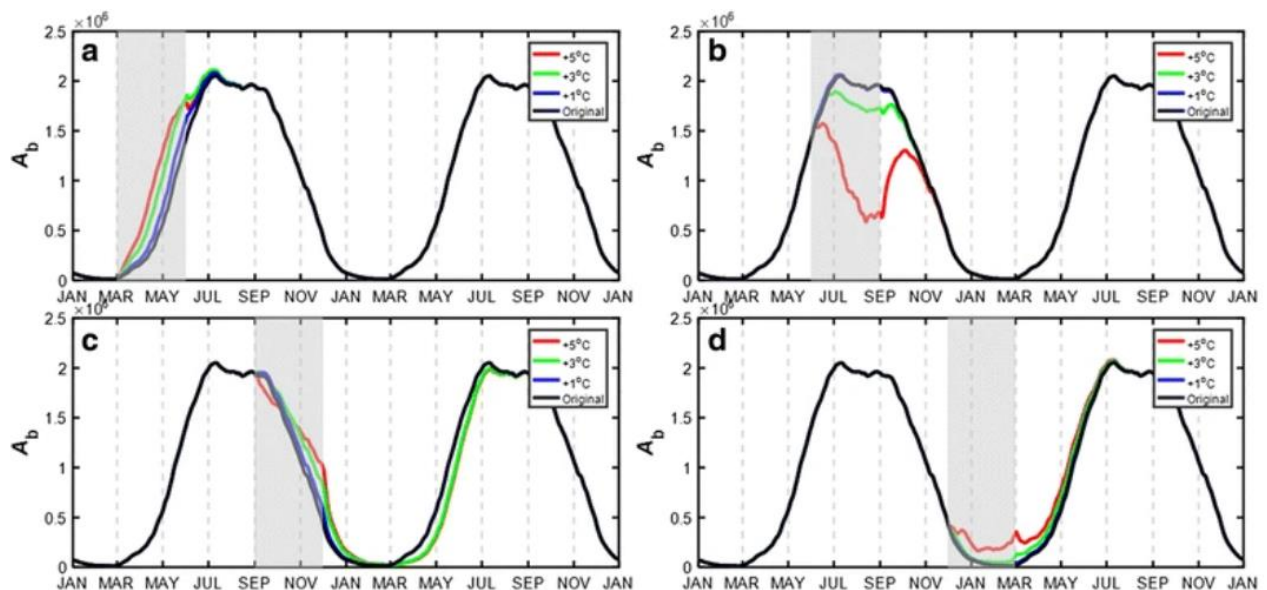 ×10⁶
a
2.5
2
1.5
1
0.5
0
A_b
+5°C
+3°C
+1°C
Original
JAN MAR MAY JUL SEP NOV JAN MAR MAY JUL SEP NOV JAN
×10⁶
b
2.5
2
1.5
1
0.5
0
A_b
+5°C
+3°C
+1°C
Original
JAN MAR MAY JUL SEP NOV JAN MAR MAY JUL SEP NOV JAN
×10⁶
c
2.5
2
1.5
1
0.5
0
A_b
+5°C
+3°C
+1°C
Original
JAN MAR MAY JUL SEP NOV JAN MAR MAY JUL SEP NOV JAN
×10⁶
d
2.5
2
1.5
1
0.5
0
A_b
+5°C
+3°C
+1°C
Original
JAN MAR MAY JUL SEP NOV JAN MAR MAY JUL SEP NOV JAN